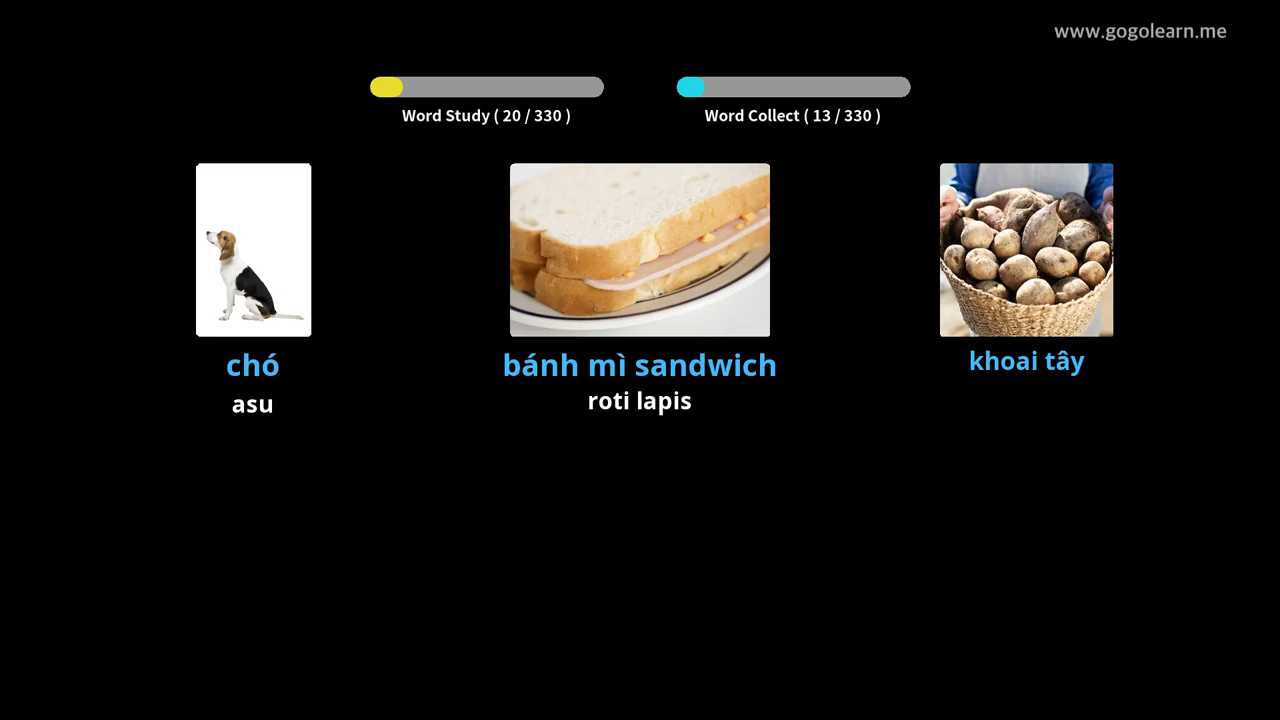 www.gogolearn.me
Word Study ( 20 / 330 )
Word Collect ( 13 / 330 )
chó
bánh mì sandwich
khoai tây
asu
roti lapis